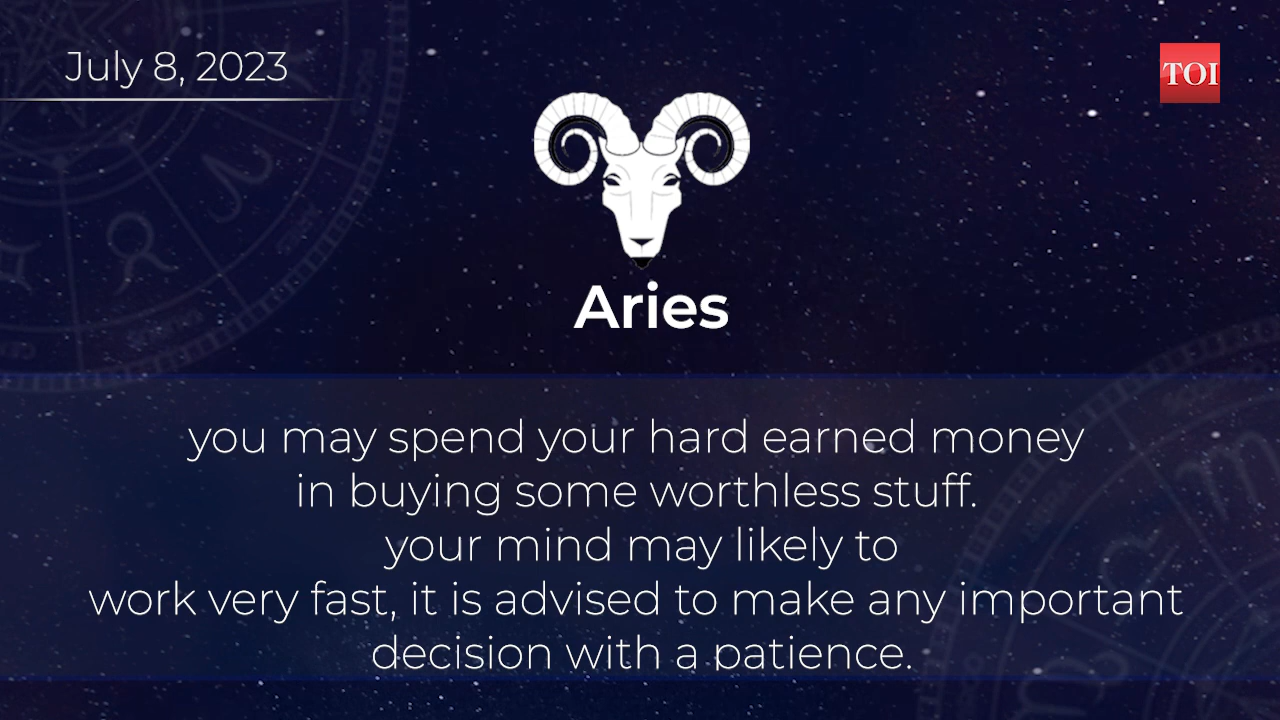 July 8, 2023
TOI
Aries
you may spend your hard earned money
in buying some worthless stuff.
your mind may likely to
work very fast, it is advised to make any important
decision with a patience.